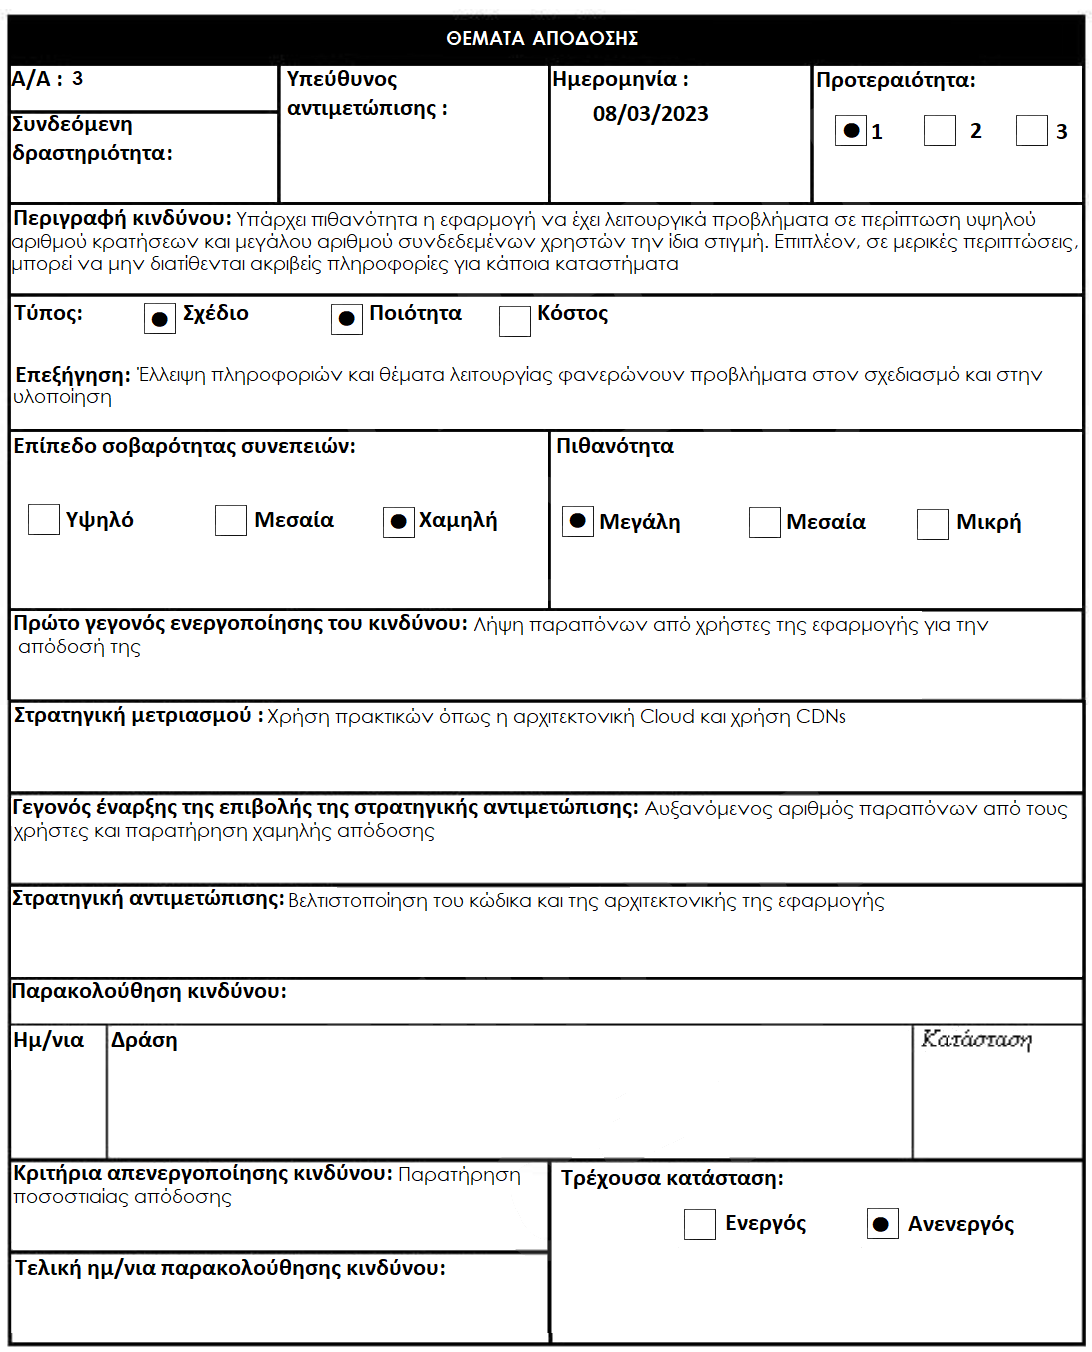 ΘΕΜΑΤΑ ΑΠΟΔΟΣΗΣ
Α/Α : 3
Συνδεόμενη
δραστηριότητα:
Υπεύθυνος
αντιμετώπισης :
Ημερομηνία :
08/03/2023
Προτεραιότητα:
1 2 3
Περιγραφή κινδύνου: Υπάρχει πιθανότητα η εφαρμογή να έχει λειτουργικά προβλήματα σε περίπτωση υψηλού
αριθμού κρατήσεων και μεγάλου αριθμού συνδεδεμένων χρηστών την ίδια στιγμή. Επιπλέον, σε μερικές περιπτώσεις,
μπορεί να μην διατίθενται ακριβείς πληροφορίες για κάποια καταστήματα
Τύπος: Σχέδιο Ποιότητα Κόστος
Επεξήγηση: Έλλειψη πληροφοριών και θέματα λειτουργίας φανερώνουν προβλήματα στον σχεδιασμό και στην
υλοποίηση
Επίπεδο σοβαρότητας συνεπειών:
Υψηλό Μεσαία Χαμηλή
Πιθανότητα
Μεγάλη Μεσαία Μικρή
Πρώτο γεγονός ενεργοποίησης του κινδύνου: Λήψη παραπόνων από χρήστες της εφαρμογής για την
απόδοσή της
Στρατηγική μετριασμού : Χρήση πρακτικών όπως η αρχιτεκτονική Cloud και χρήση CDNs
Γεγονός έναρξης της επιβολής της στρατηγικής αντιμετώπισης: Αυξανόμενος αριθμός παραπόνων από τους
χρήστες και παρατήρηση χαμηλής απόδοσης
Στρατηγική αντιμετώπισης: Βελτιστοποίηση του κώδικα και της αρχιτεκτονικής της εφαρμογής
Παρακολούθηση κινδύνου:
Ημ/νια Δράση Κατάσταση
Κριτήρια απενεργοποίησης κινδύνου: Παρατήρηση
ποσοστιαίας απόδοσης
Τελική ημ/νια παρακολούθησης κινδύνου:
Τρέχουσα κατάσταση:
Ενεργός Ανενεργός